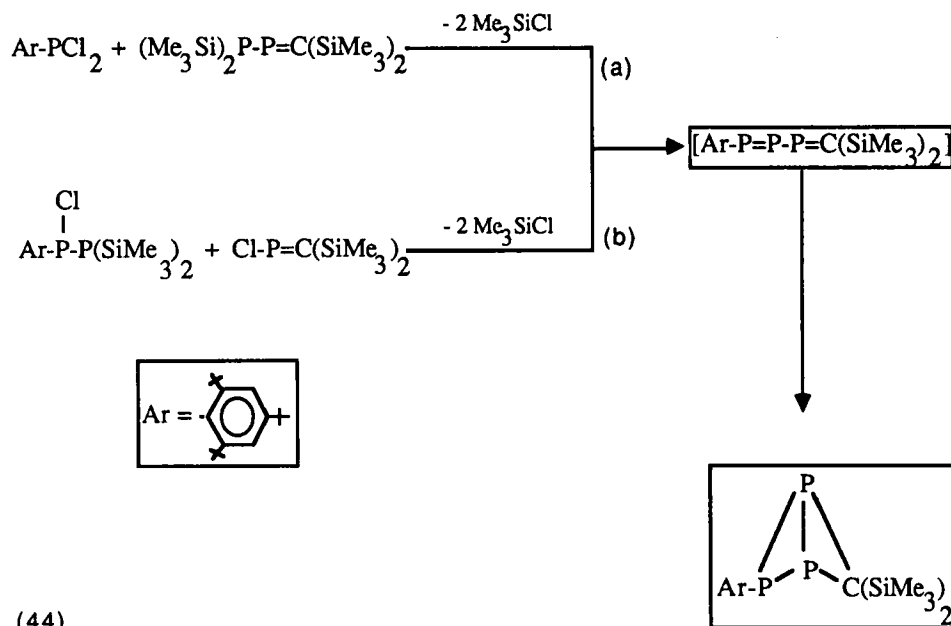 - 2 Me3SiCl
Ar-PCl2 + (Me3Si)2P-P=C(SiMe3)2
(a)
[Ar-P=P-P=C(SiMe3)2]
Cl
- 2 Me3SiCl
Ar-P-P(SiMe3)2 + Cl-P=C(SiMe3)2
(b)
Ar = -
P
Ar-P P C(SiMe3)2
(44)